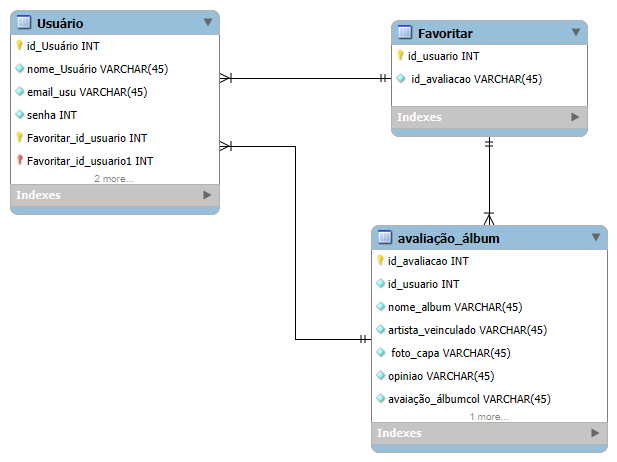 Usuário
id_Usuário INT
nome_Usuário VARCHAR(45)
email_usu VARCHAR(45)
senha INT
Favoritar_id_usuario INT
Favoritar_id_usuario1 INT
2 more...
Indexes
Favoritar
id_usuario INT
id_avaliacao VARCHAR(45)
Indexes
avaliação_álbum
id_avaliacao INT
id_usuario INT
nome_album VARCHAR(45)
artista_veinculado VARCHAR(45)
foto_capa VARCHAR(45)
opiniao VARCHAR(45)
avaiação_álbumcol VARCHAR(45)
1 more...
Indexes